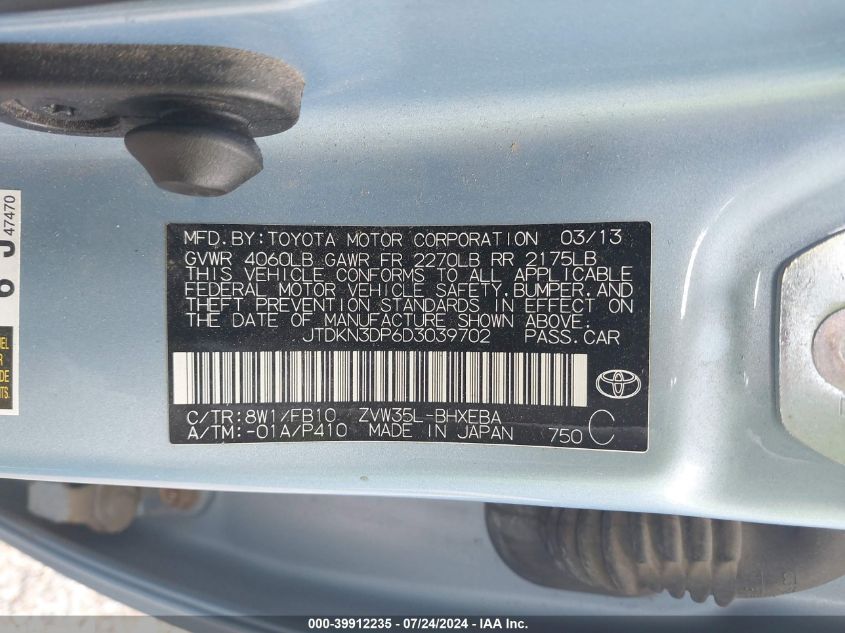 47470
MFD. BY: TOYOTA MOTOR CORPORATION 03/13
GVWR 4060LB GAWR FR 2270LB RR 2175LB
THIS VEHICLE CONFORMS TO ALL APPLICABLE
FEDERAL MOTOR VEHICLE SAFETY, BUMPER, AND
THEFT PREVENTION STANDARDS IN EFFECT ON
THE DATE OF MANUFACTURE SHOWN ABOVE.
JTDKN3DP6D3039702 PASS. CAR
C/TR: 8W1/FB10 ZVW35L-BHXEBA
A/TM: -01A/P410 MADE IN JAPAN 750 C
000-39912235 - 07/24/2024 - IAA Inc.